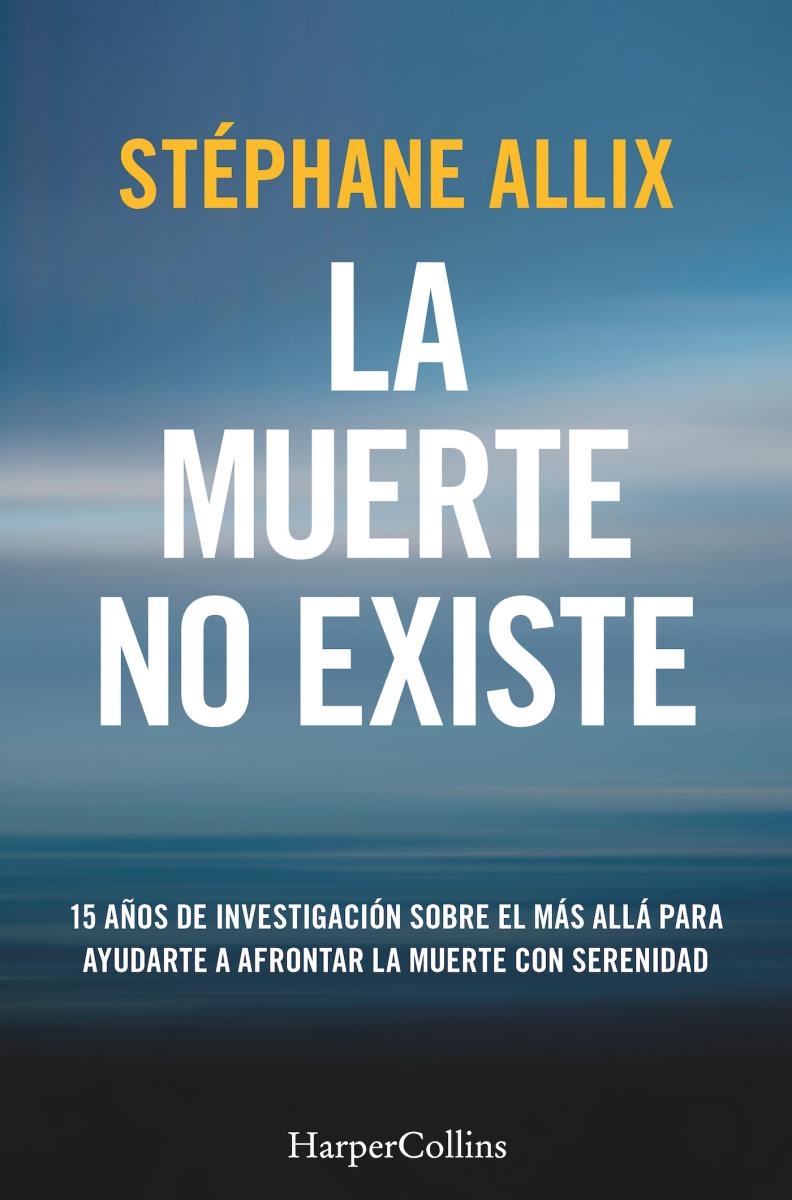 STÉPHANE ALLIX
LA
MUERTE
NO EXISTE
15 AÑOS DE INVESTIGACIÓN SOBRE EL MÁS ALLÁ PARA
AYUDARTE A AFRONTAR LA MUERTE CON SERENIDAD
HarperCollins